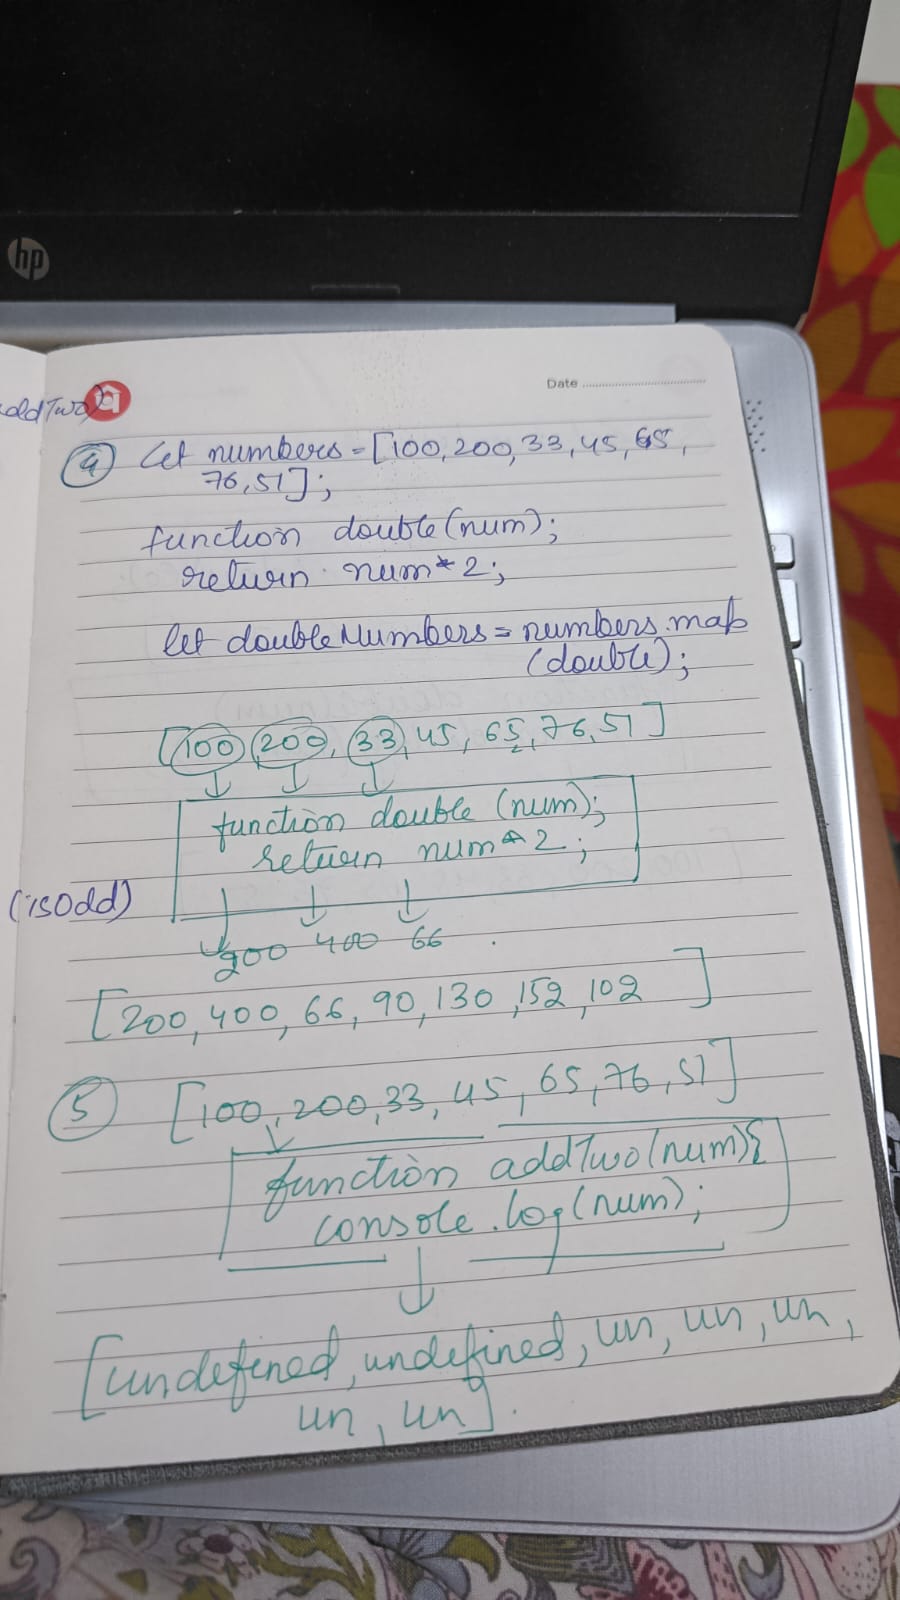 hp
Date
(4) let numbers = [100, 200, 33, 45, 65,
76, 51];
function double (num);
return num * 2;
let doubleNumbers = numbers.map
(double);
[100, 200, 33, 45, 65, 76, 51]
function double (num);
return num * 2;
(isOdd)
200 400 66
[200, 400, 66, 90, 130, 152, 102 ]
(5) [100, 200, 33, 45, 65, 76, 51]
function addTwo(num){
console.log(num);
[undefined, undefined, un, un, un,
un, un].